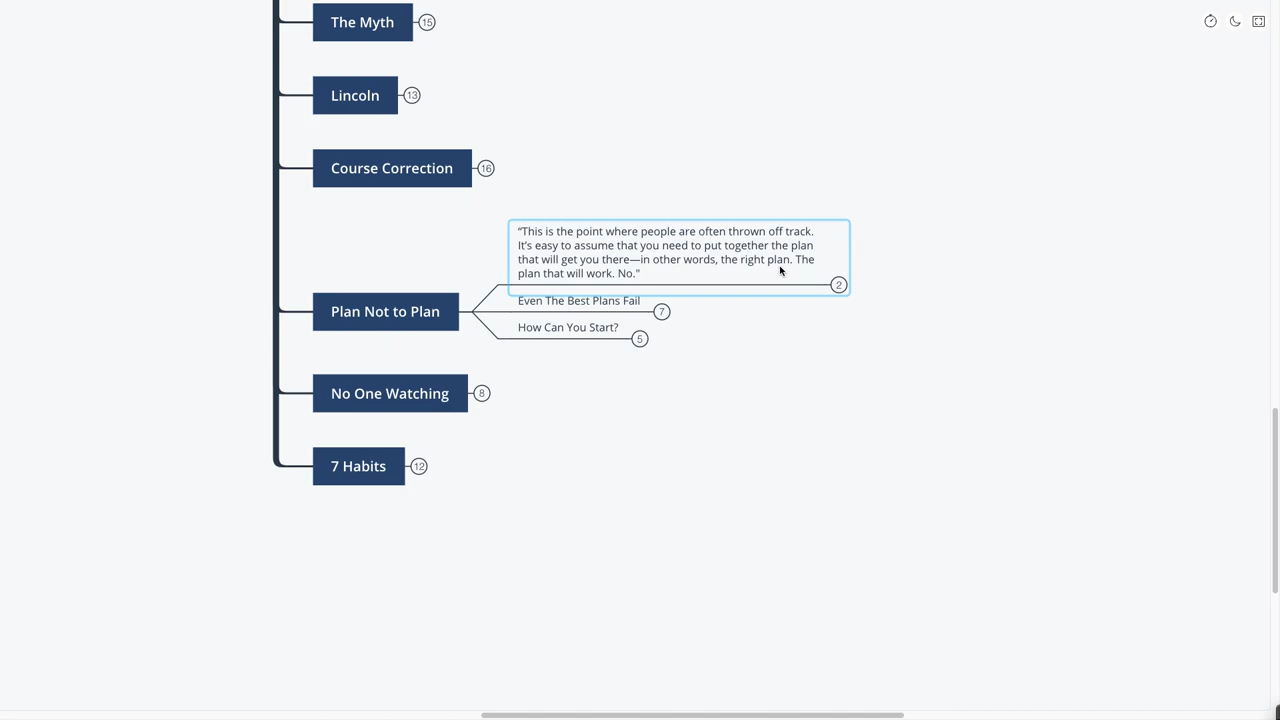 The Myth 15
Lincoln 13
Course Correction 16
“This is the point where people are often thrown off track.
It’s easy to assume that you need to put together the plan
that will get you there—in other words, the right plan. The
plan that will work. No."
2
Plan Not to Plan
Even The Best Plans Fail 7
How Can You Start? 5
No One Watching 8
7 Habits 12